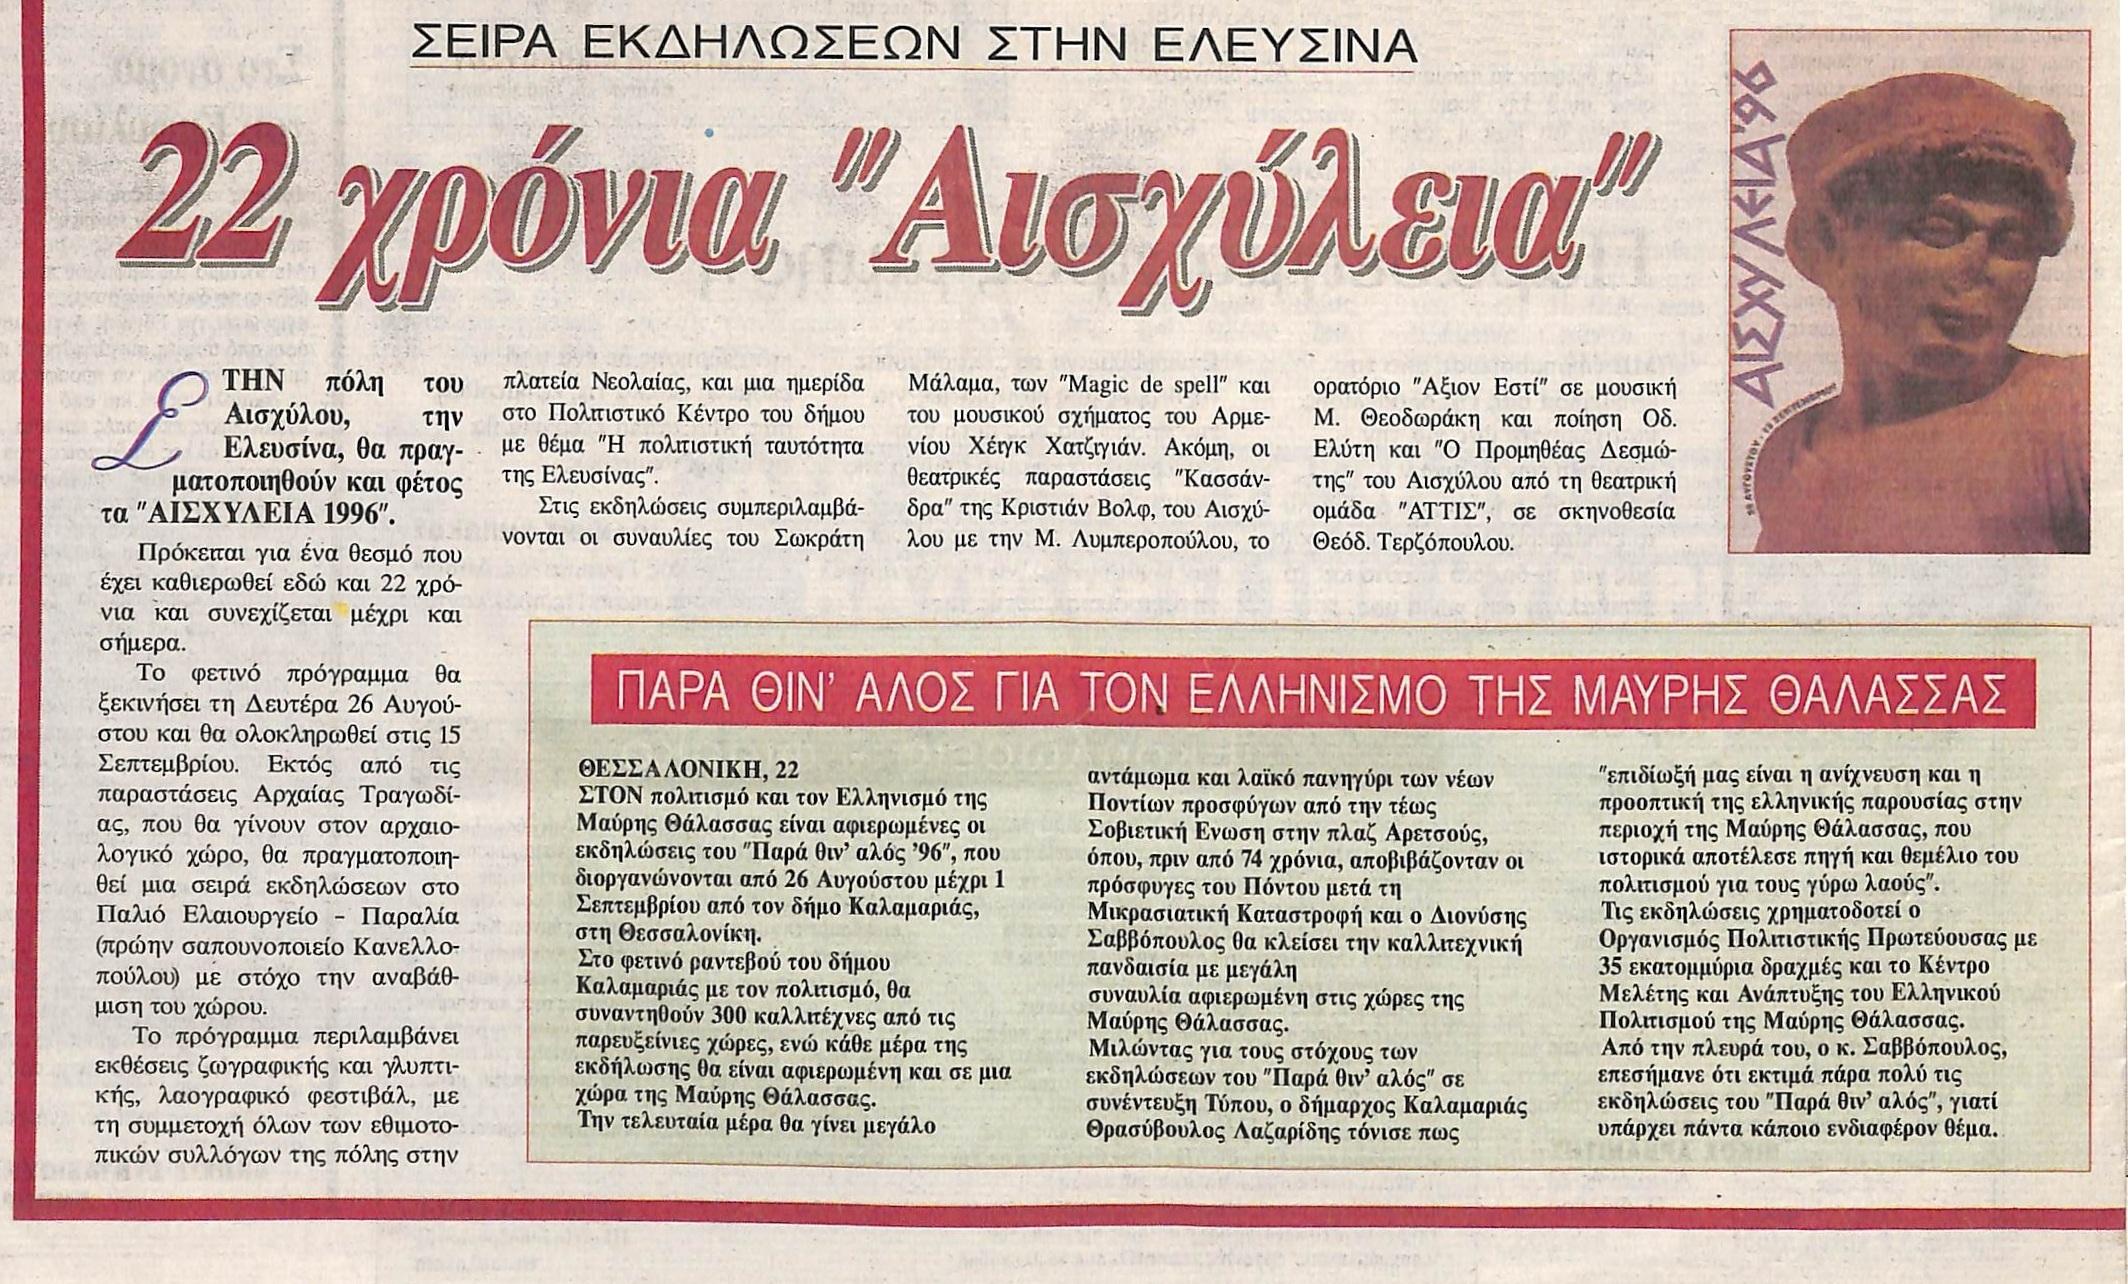 ΣΕΙΡΑ ΕΚΔΗΛΩΣΕΩΝ ΣΤΗΝ ΕΛΕΥΣΙΝΑ
22 χρόνια "Αισχύλεια"
ΑΙΣΧΥΛΕΙΑ '96
ΣΤΗΝ πόλη του
Αισχύλου, την
Ελευσίνα, θα πραγ-
ματοποιηθούν και φέτος
τα "ΑΙΣΧΥΛΕΙΑ 1996".
Πρόκειται για ένα θεσμό που
έχει καθιερωθεί εδώ και 22 χρό-
νια και συνεχίζεται μέχρι και
σήμερα.
Το φετινό πρόγραμμα θα
ξεκινήσει τη Δευτέρα 26 Αυγού-
στου και θα ολοκληρωθεί στις 15
Σεπτεμβρίου. Εκτός από τις
παραστάσεις Αρχαίας Τραγωδί-
ας, που θα γίνουν στον αρχαιο-
λογικό χώρο, θα πραγματοποιη-
θεί μια σειρά εκδηλώσεων στο
Παλιό Ελαιουργείο - Παραλία
(πρώην σαπουνοποιείο Κανελλο-
πούλου) με στόχο την αναβάθ-
μιση του χώρου.
Το πρόγραμμα περιλαμβάνει
εκθέσεις ζωγραφικής και γλυπτι-
κής, λαογραφικό φεστιβάλ, με
τη συμμετοχή όλων των εθιμοτο-
πικών συλλόγων της πόλης στην
πλατεία Νεολαίας, και μια ημερίδα
στο Πολιτιστικό Κέντρο του δήμου
με θέμα "Η πολιτιστική ταυτότητα
της Ελευσίνας".
Στις εκδηλώσεις συμπεριλαμβά-
νονται οι συναυλίες του Σωκράτη
Μάλαμα, των "Magic de spell" και
του μουσικού σχήματος του Αρμε-
νίου Χέιγκ Χατζιγιάν. Ακόμη, οι
θεατρικές παραστάσεις "Κασσάν-
δρα" της Κριστιάν Βολφ, του Αισχύ-
λου με την Μ. Λυμπεροπούλου, το
ορατόριο "Αξιον Εστί" σε μουσική
Μ. Θεοδωράκη και ποίηση Οδ.
Ελύτη και "Ο Προμηθέας Δεσμώ-
της" του Αισχύλου από τη θεατρική
ομάδα "ΑΤΤΙΣ", σε σκηνοθεσία
Θεόδ. Τερζόπουλου.
ΠΑΡΑ ΘΙΝ' ΑΛΟΣ ΓΙΑ ΤΟΝ ΕΛΛΗΝΙΣΜΟ ΤΗΣ ΜΑΥΡΗΣ ΘΑΛΑΣΣΑΣ
ΘΕΣΣΑΛΟΝΙΚΗ, 22
ΣΤΟΝ πολιτισμό και τον Ελληνισμό της
Μαύρης Θάλασσας είναι αφιερωμένες οι
εκδηλώσεις του "Παρά θιν' αλός '96", που
διοργανώνονται από 26 Αυγούστου μέχρι 1
Σεπτεμβρίου από τον δήμο Καλαμαριάς,
στη Θεσσαλονίκη.
Στο φετινό ραντεβού του δήμου
Καλαμαριάς με τον πολιτισμό, θα
συναντηθούν 300 καλλιτέχνες από τις
παρευξείνιες χώρες, ενώ κάθε μέρα της
εκδήλωσης θα είναι αφιερωμένη και σε μια
χώρα της Μαύρης Θάλασσας.
Την τελευταία μέρα θα γίνει μεγάλο
αντάμωμα και λαϊκό πανηγύρι των νέων
Ποντίων προσφύγων από την τέως
Σοβιετική Ενωση στην πλαζ Αρετσούς,
όπου, πριν από 74 χρόνια, αποβιβάζονταν οι
πρόσφυγες του Πόντου μετά τη
Μικρασιατική Καταστροφή και ο Διονύσης
Σαββόπουλος θα κλείσει την καλλιτεχνική
πανδαισία με μεγάλη
συναυλία αφιερωμένη στις χώρες της
Μαύρης Θάλασσας.
Μιλώντας για τους στόχους των
εκδηλώσεων του "Παρά θιν' αλός" σε
συνέντευξη Τύπου, ο δήμαρχος Καλαμαριάς
Θρασύβουλος Λαζαρίδης τόνισε πως
"επιδίωξή μας είναι η ανίχνευση και η
προοπτική της ελληνικής παρουσίας στην
περιοχή της Μαύρης Θάλασσας, που
ιστορικά αποτέλεσε πηγή και θεμέλιο του
πολιτισμού για τους γύρω λαούς".
Τις εκδηλώσεις χρηματοδοτεί ο
Οργανισμός Πολιτιστικής Πρωτεύουσας με
35 εκατομμύρια δραχμές και το Κέντρο
Μελέτης και Ανάπτυξης του Ελληνικού
Πολιτισμού της Μαύρης Θάλασσας.
Από την πλευρά του, ο κ. Σαββόπουλος,
επεσήμανε ότι εκτιμά πάρα πολύ τις
εκδηλώσεις του "Παρά θιν' αλός", γιατί
υπάρχει πάντα κάποιο ενδιαφέρον θέμα.